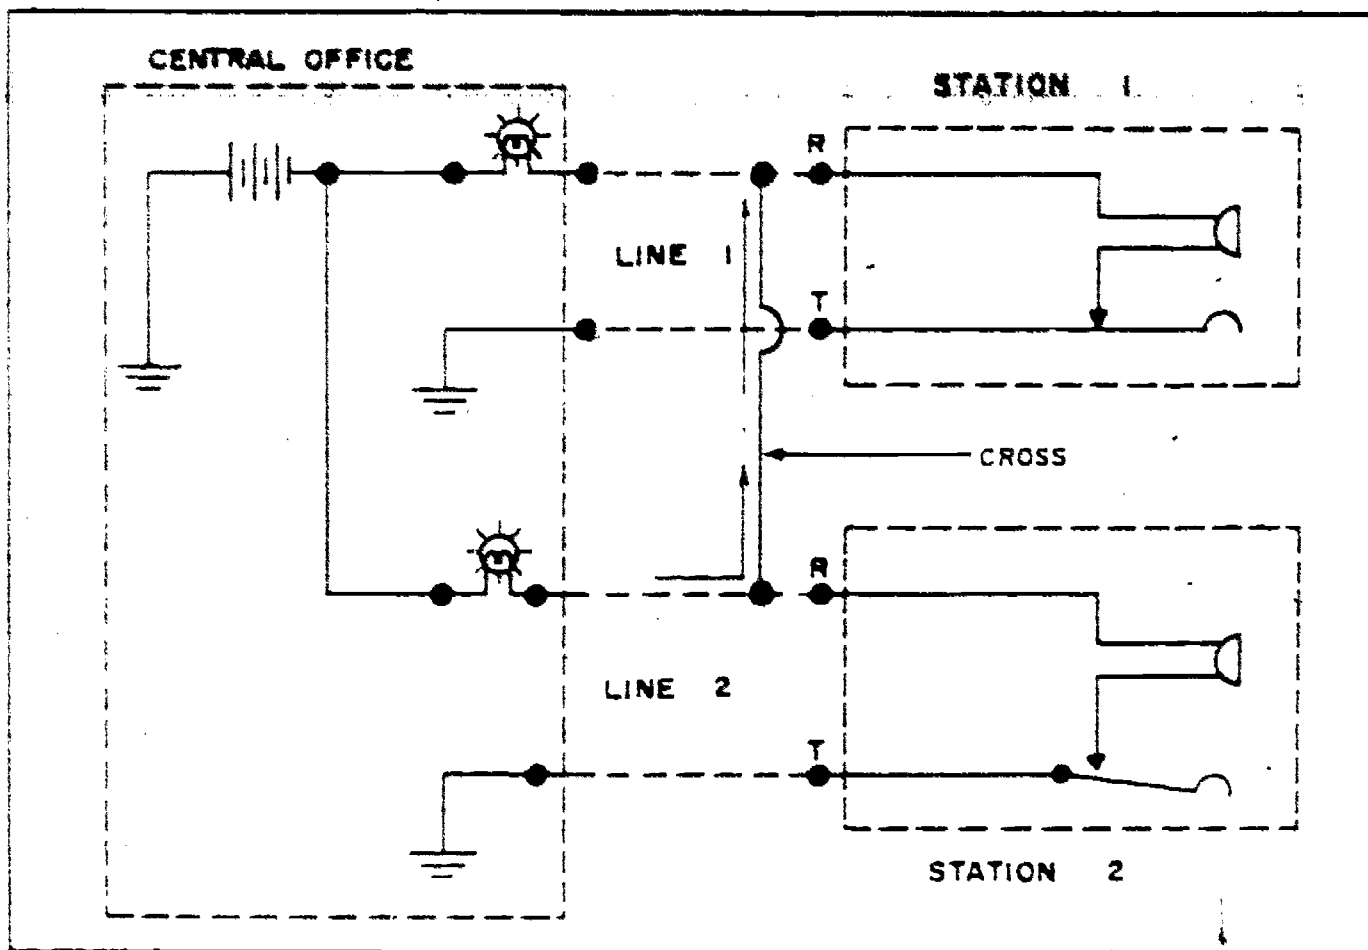 CENTRAL OFFICE
STATION 1
R
LINE 1
T
CROSS
R
LINE 2
T
STATION 2